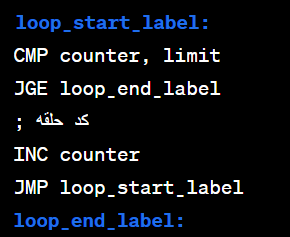 loop_start_label:
CMP counter, limit
JGE loop_end_label
; کد حلقه
INC counter
JMP loop_start_label
loop_end_label: